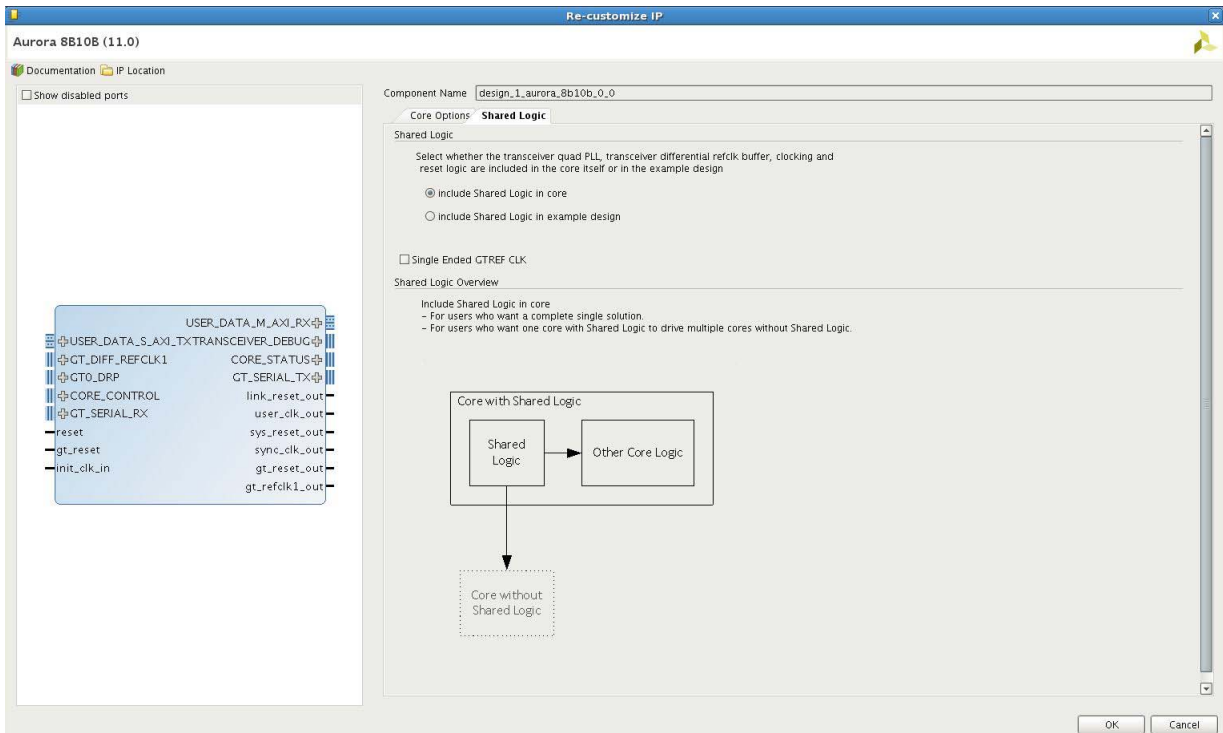 Re-customize IP
Aurora 8B10B (11.0)
Documentation IP Location
Show disabled ports
USER_DATA_M_AXI_RX
USER_DATA_S_AXI_TX TRANSCEIVER_DEBUG
GT_DIFF_REFCLK1 CORE_STATUS
GT0_DRP GT_SERIAL_TX
CORE_CONTROL link_reset_out
GT_SERIAL_RX user_clk_out
reset sys_reset_out
gt_reset sync_clk_out
init_clk_in gt_reset_out
gt_refclk1_out
Component Name design_1_aurora_8b10b_0_0
Core Options Shared Logic
Shared Logic
Select whether the transceiver quad PLL, transceiver differential refclk buffer, clocking and
reset logic are included in the core itself or in the example design
include Shared Logic in core
include Shared Logic in example design
Single Ended GTREF CLK
Shared Logic Overview
Include Shared Logic in core
- For users who want a complete single solution.
- For users who want one core with Shared Logic to drive multiple cores without Shared Logic.
Core with Shared Logic
Shared
Logic
Other Core Logic
Core without
Shared Logic
OK Cancel